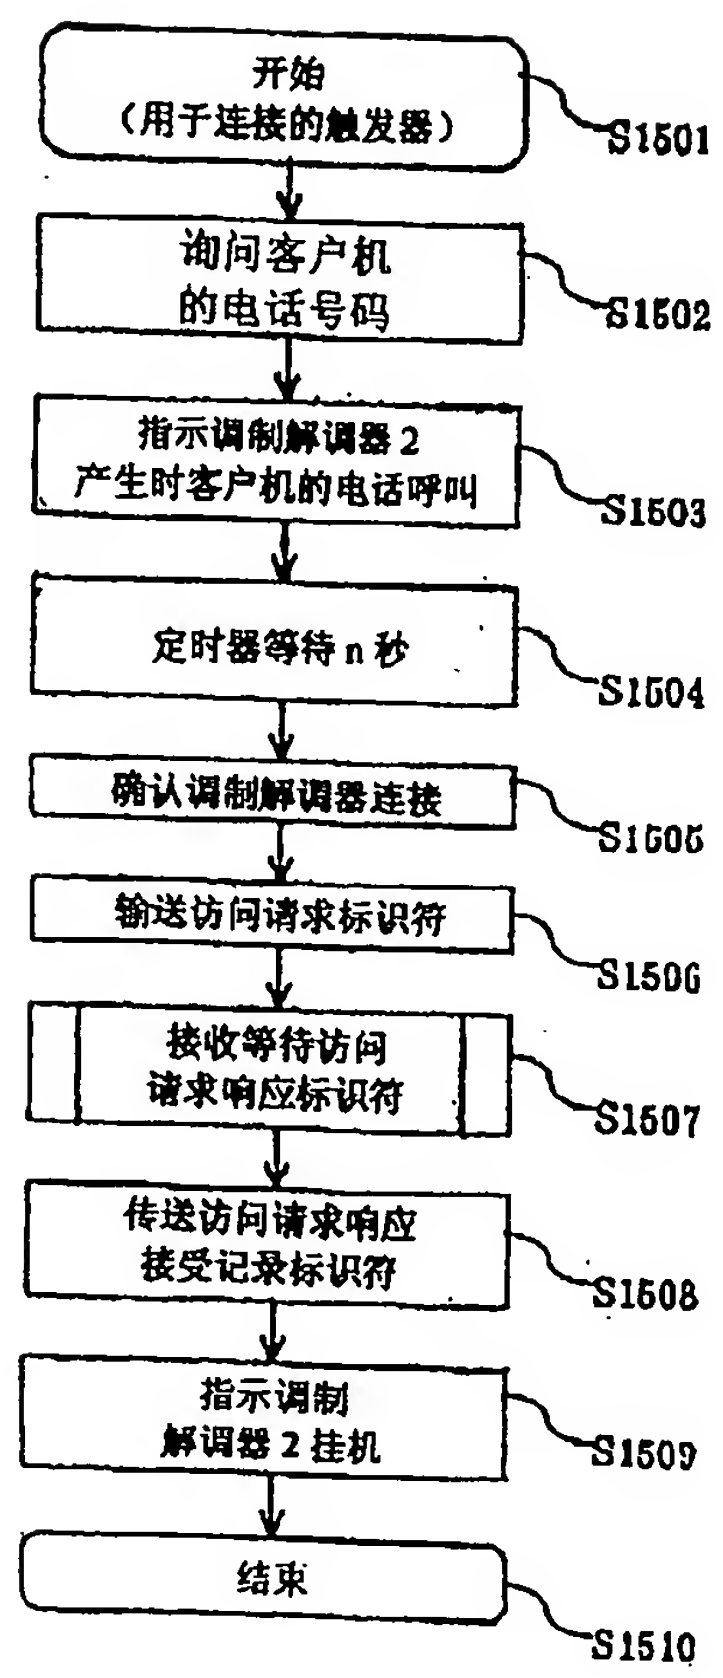 开始
（用于连接的触发器）
S1501
询问客户机
的电话号码
S1502
指示调制解调器2
产生时客户机的电话呼叫
S1503
定时器等待n秒
S1504
确认调制解调器连接
S1505
输送访问请求标识符
S1506
接收等待访问
请求响应标识符
S1507
传送访问请求响应
接受记录标识符
S1508
指示调制
解调器2挂机
S1509
结束
S1510